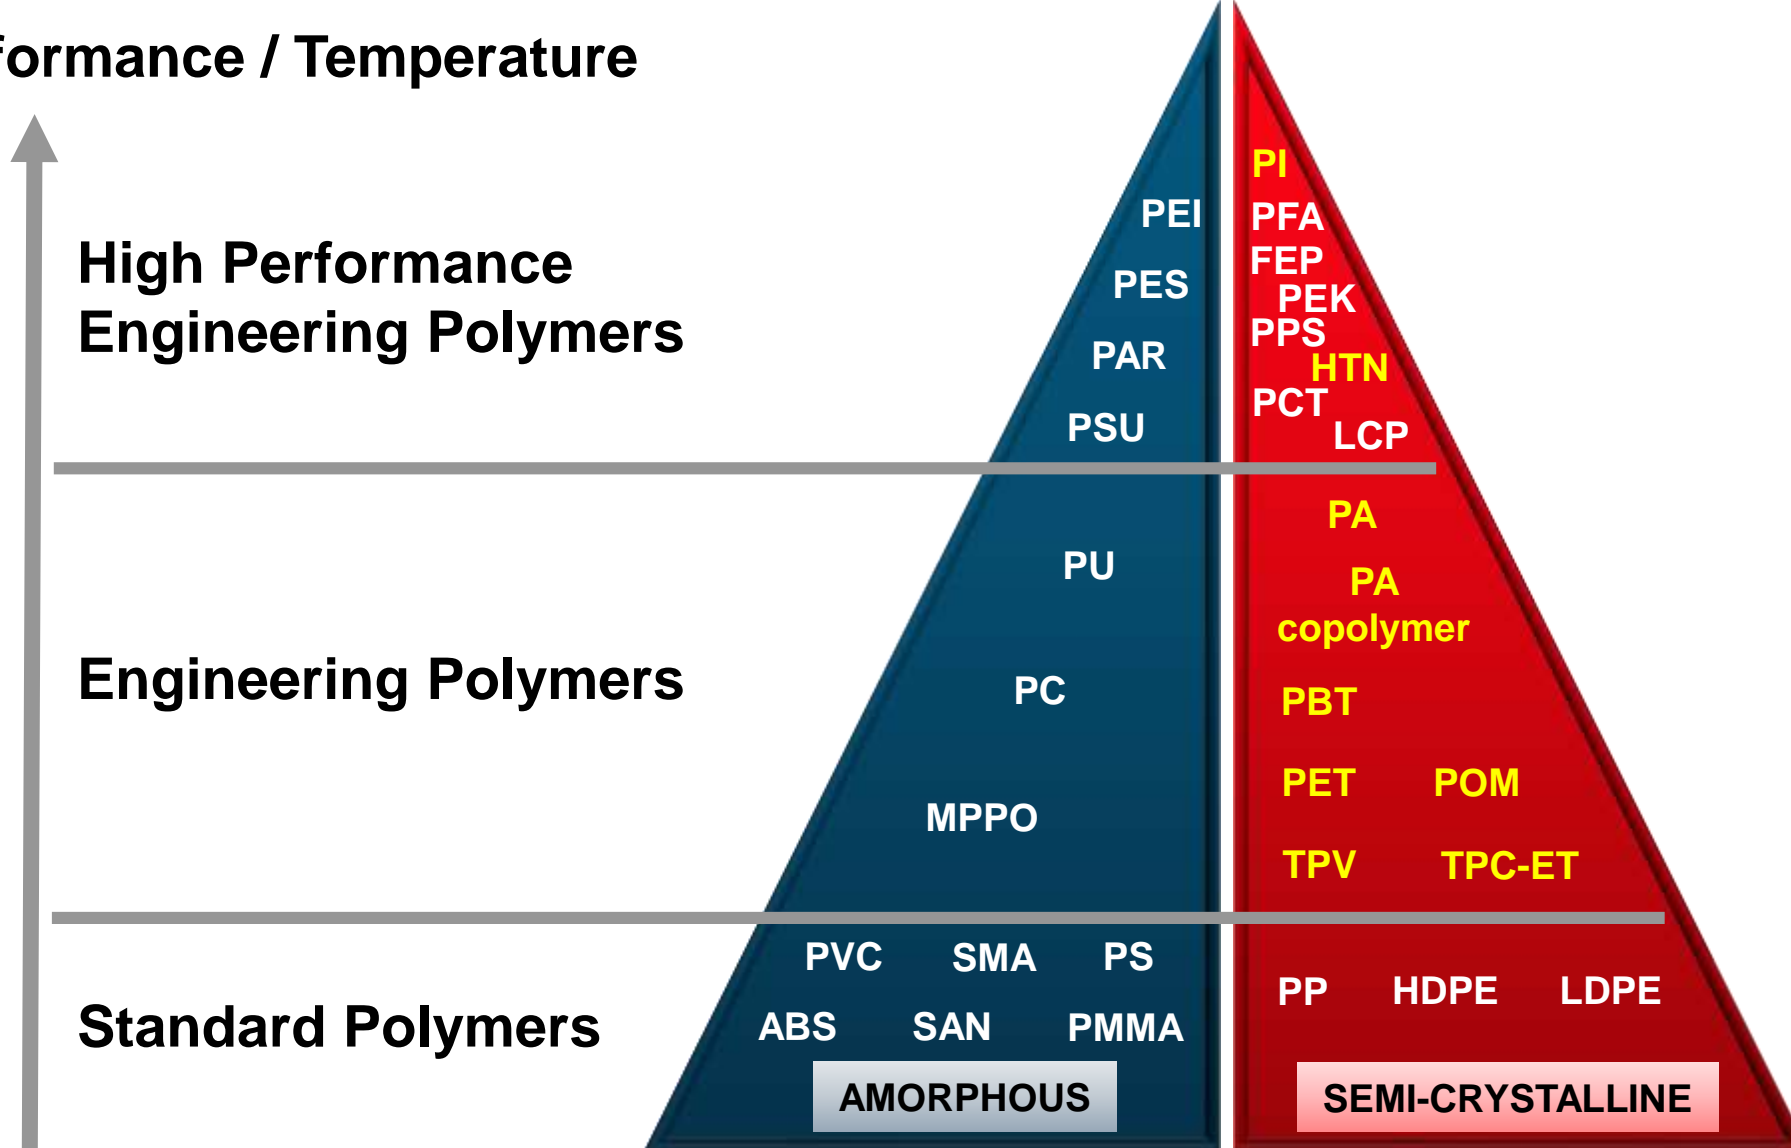 formance / Temperature
High Performance
Engineering Polymers
Engineering Polymers
Standard Polymers
PEI
PES
PAR
PSU
PU
PC
MPPO
PVC SMA PS
ABS SAN PMMA
AMORPHOUS
PI
PFA
FEP
PEK
PPS
HTN
PCT
LCP
PA
PA
copolymer
PBT
PET POM
TPV TPC-ET
PP HDPE LDPE
SEMI-CRYSTALLINE